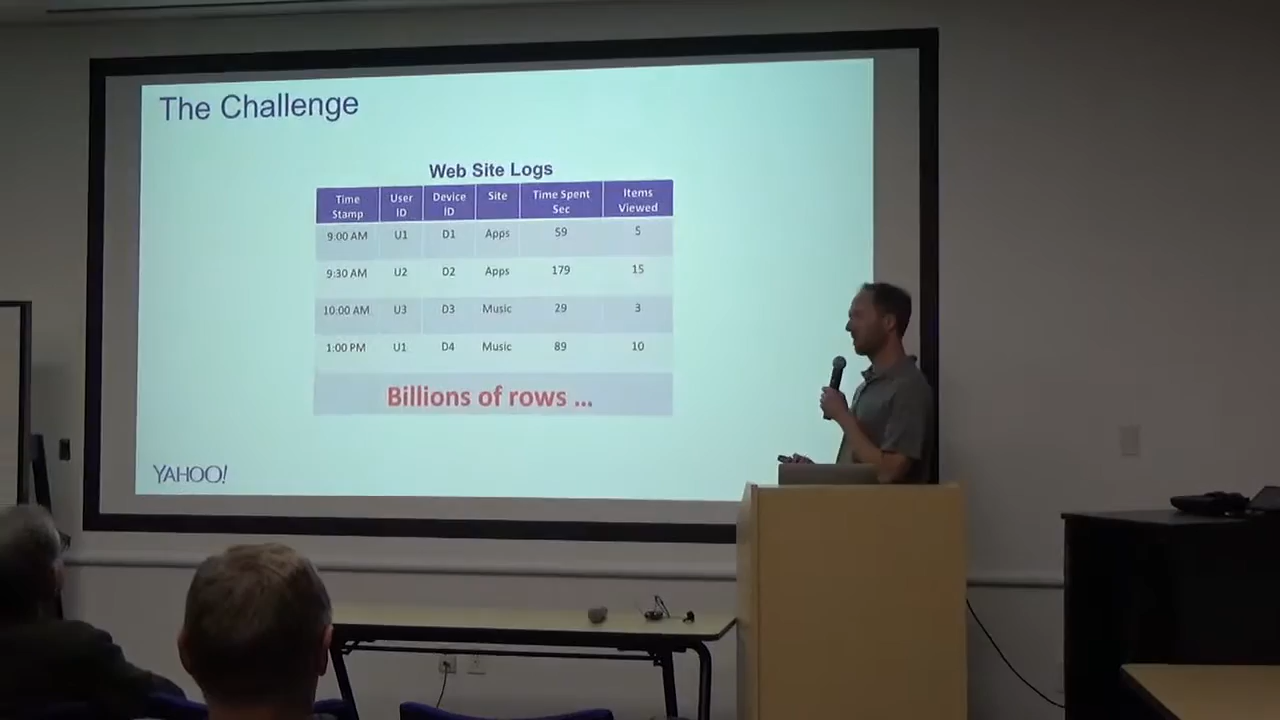 The Challenge
Web Site Logs
Time Stamp User ID Device ID Site Time Spent Sec Items Viewed
9:00 AM U1 D1 Apps 59 5
9:30 AM U2 D2 Apps 179 15
10:00 AM U3 D3 Music 29 3
1:00 PM U1 D4 Music 89 10
Billions of rows ...
YAHOO!